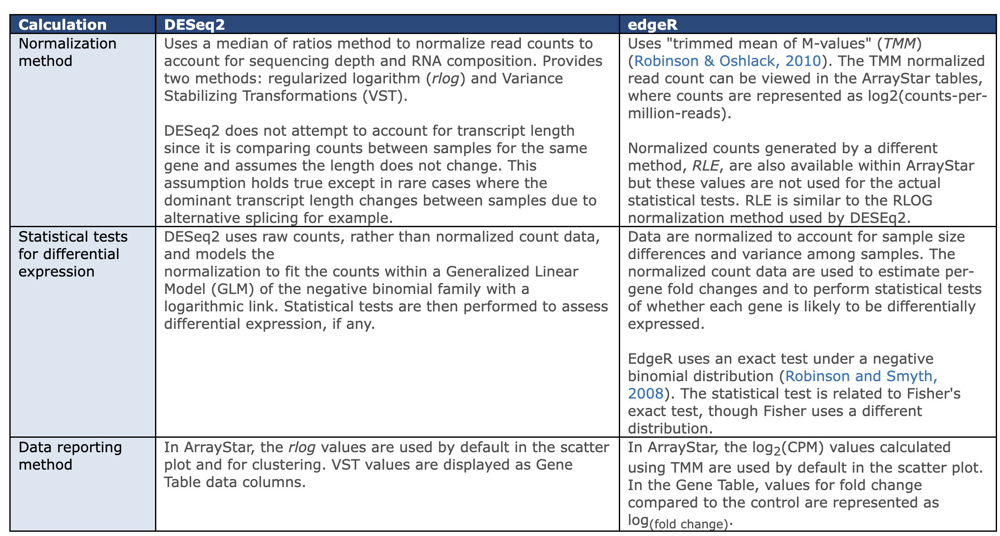 Calculation
DESeq2
edgeR
Normalization
method
Uses a median of ratios method to normalize read counts to
account for sequencing depth and RNA composition. Provides
two methods: regularized logarithm (rlog) and Variance
Stabilizing Transformations (VST).
DESeq2 does not attempt to account for transcript length
since it is comparing counts between samples for the same
gene and assumes the length does not change. This
assumption holds true except in rare cases where the
dominant transcript length changes between samples due to
alternative splicing for example.
Uses "trimmed mean of M-values" (TMM)
(Robinson & Oshlack, 2010). The TMM normalized
read count can be viewed in the ArrayStar tables,
where counts are represented as log2(counts-per-
million-reads).
Normalized counts generated by a different
method, RLE, are also available within ArrayStar
but these values are not used for the actual
statistical tests. RLE is similar to the RLOG
normalization method used by DESEq2.
Statistical tests
for differential
expression
DESeq2 uses raw counts, rather than normalized count data,
and models the
normalization to fit the counts within a Generalized Linear
Model (GLM) of the negative binomial family with a
logarithmic link. Statistical tests are then performed to assess
differential expression, if any.
Data are normalized to account for sample size
differences and variance among samples. The
normalized count data are used to estimate per-
gene fold changes and to perform statistical tests
of whether each gene is likely to be differentially
expressed.
EdgeR uses an exact test under a negative
binomial distribution (Robinson and Smyth,
2008). The statistical test is related to Fisher's
exact test, though Fisher uses a different
distribution.
Data reporting
method
In ArrayStar, the rlog values are used by default in the scatter
plot and for clustering. VST values are displayed as Gene
Table data columns.
In ArrayStar, the log2(CPM) values calculated
using TMM are used by default in the scatter plot.
In the Gene Table, values for fold change
compared to the control are represented as
log(fold change).